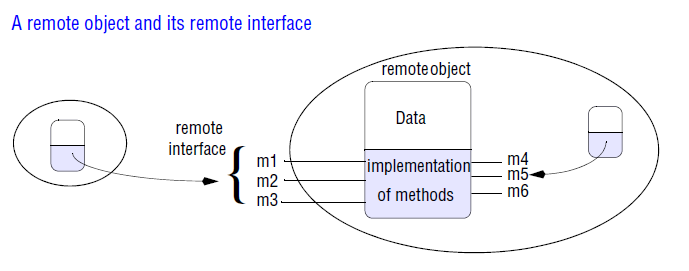 A remote object and its remote interface
remote object
Data
remote
interface
{
m1
m2
m3
implementation
of methods
m4
m5
m6